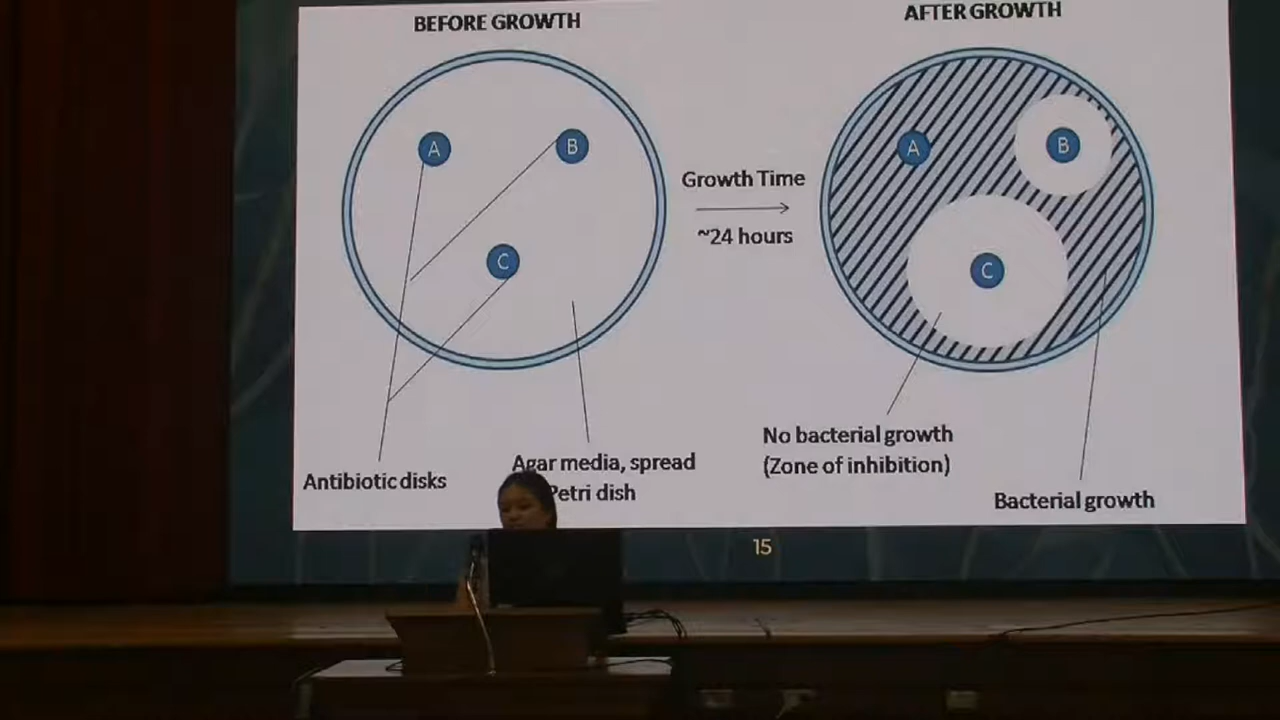 BEFORE GROWTH
AFTER GROWTH
A
B
C
Growth Time
~24 hours
A
B
C
Antibiotic disks
Agar media, spread
Petri dish
No bacterial growth
(Zone of inhibition)
Bacterial growth
15